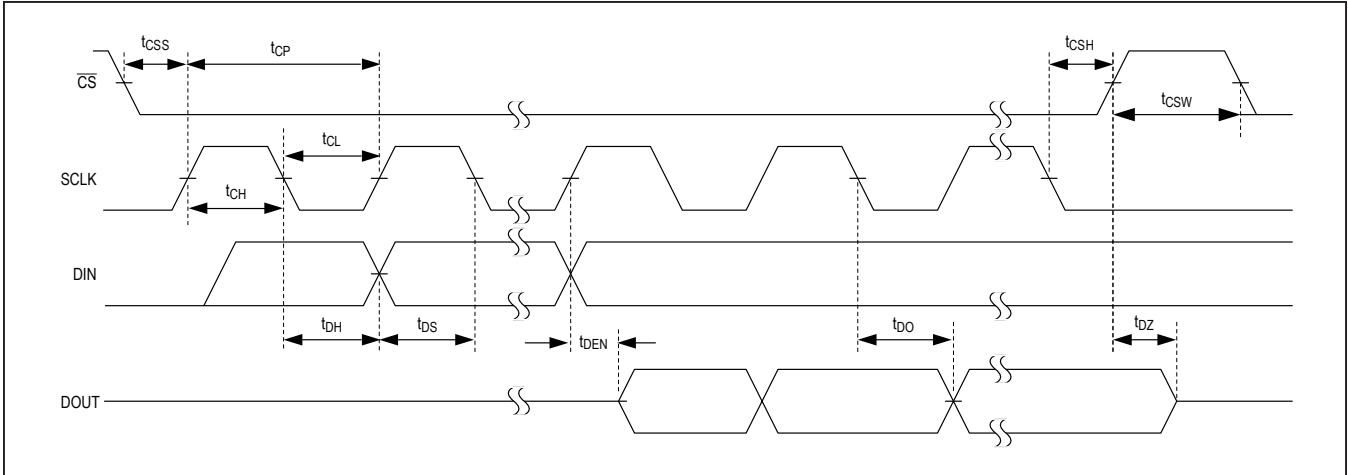 tCSS
tCP
tCSH
CS
tCSW
tCL
SCLK
tCH
DIN
tDH
tDS
tDEN
tDO
tDZ
DOUT